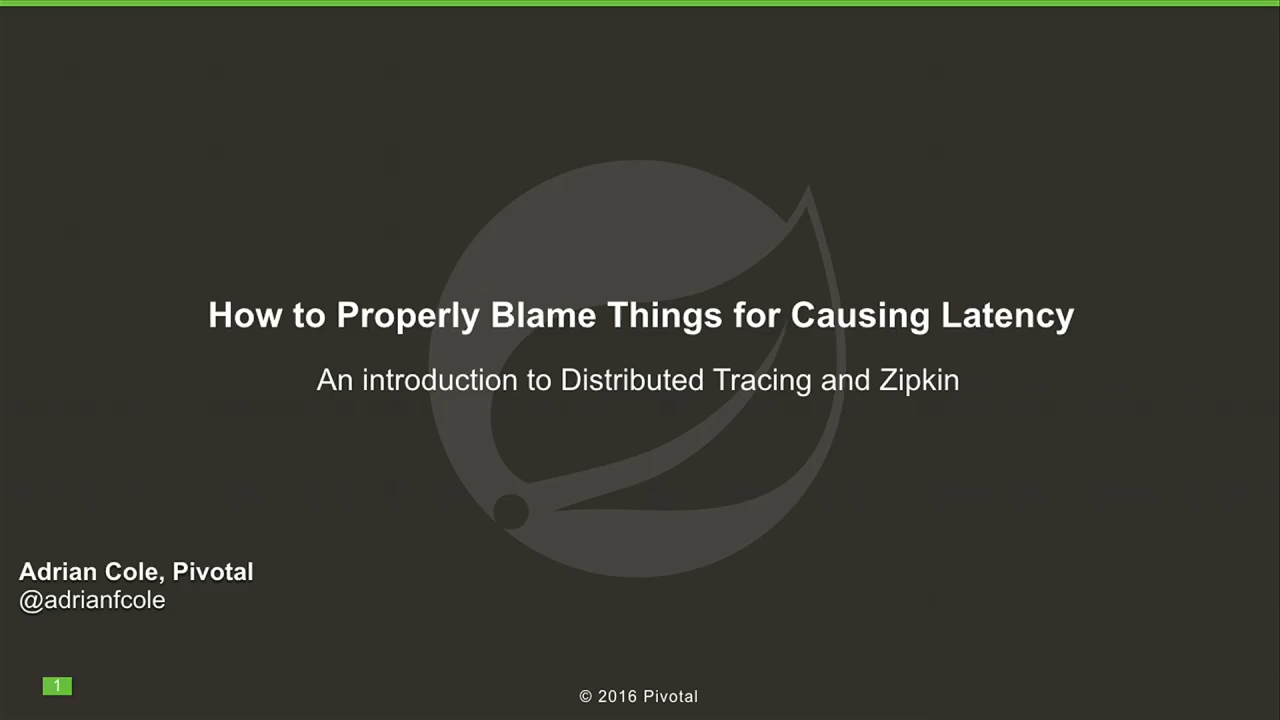 How to Properly Blame Things for Causing Latency
An introduction to Distributed Tracing and Zipkin
Adrian Cole, Pivotal
@adrianfcole
1
© 2016 Pivotal